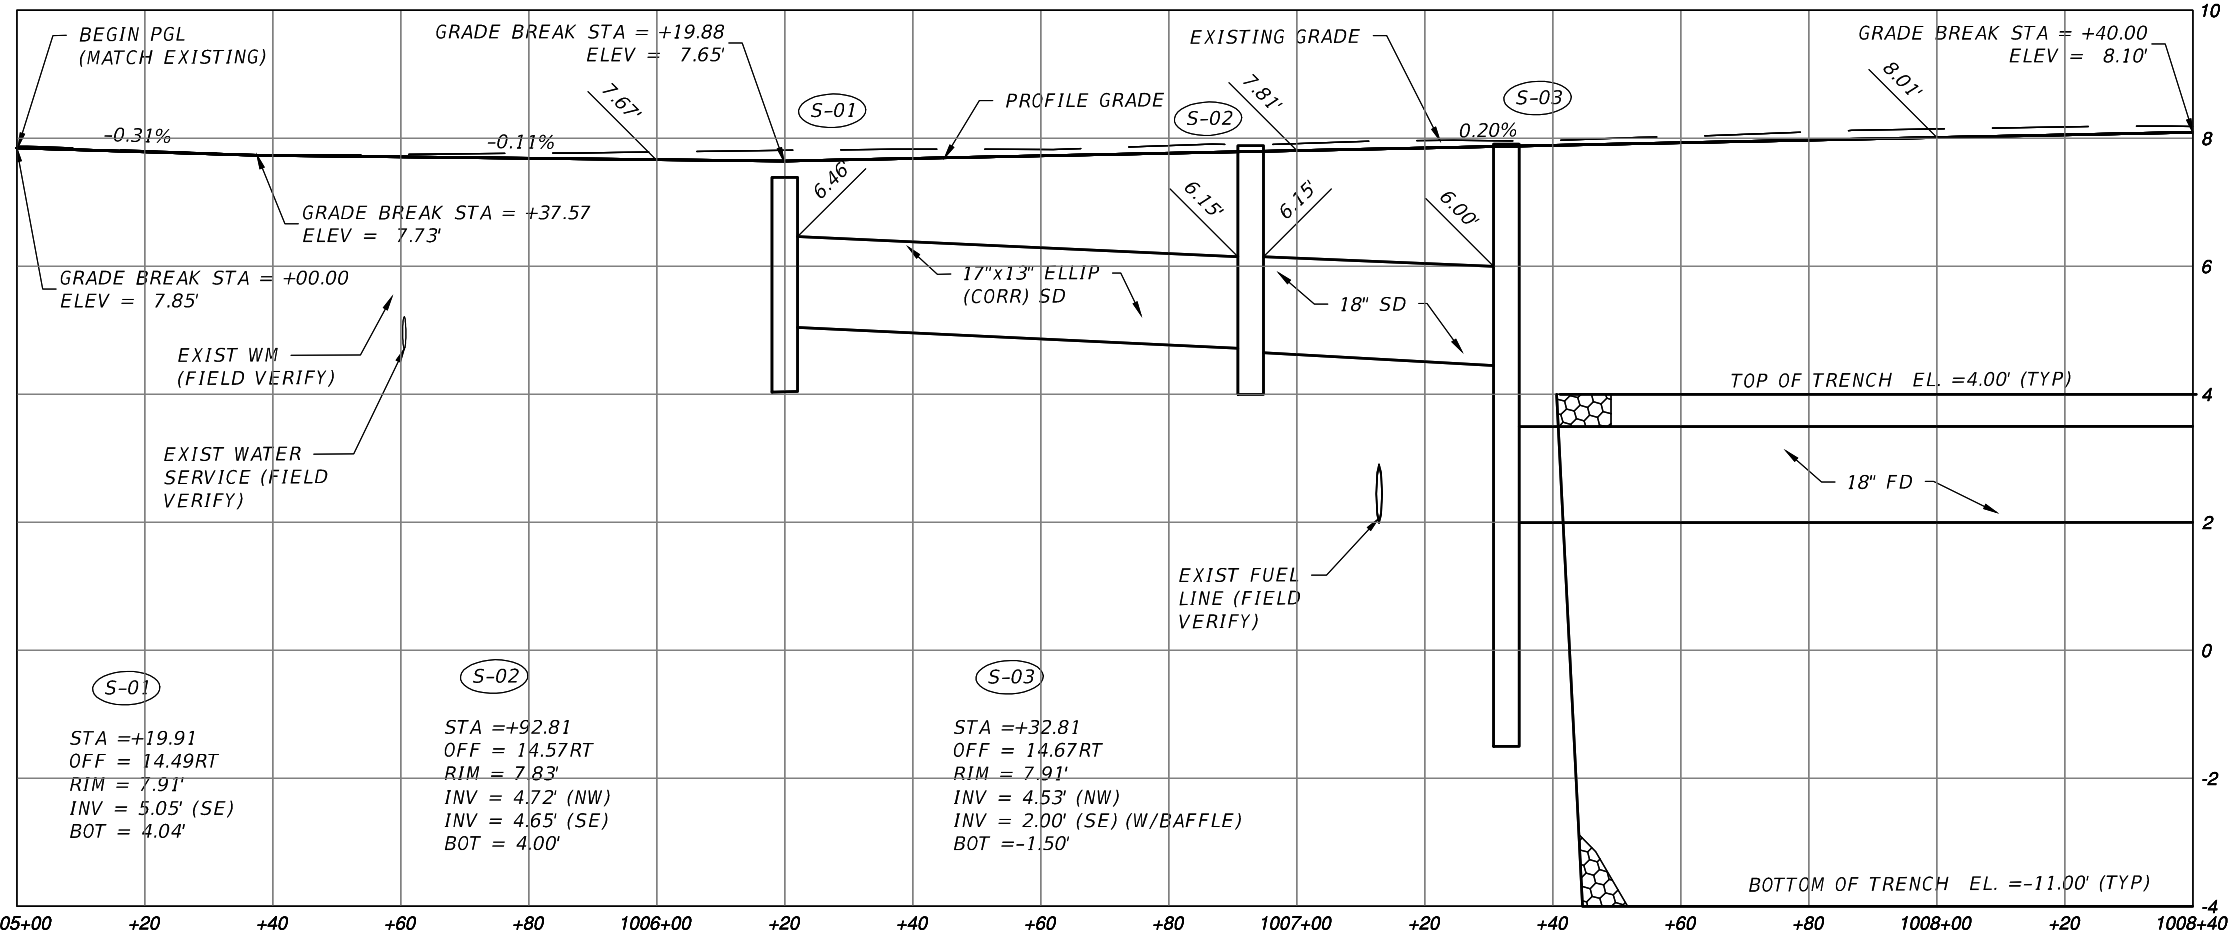 BEGIN PGL
(MATCH EXISTING)
-0.31%
GRADE BREAK STA = +19.88
ELEV = 7.65'
7.67'
-0.11%
S-01
PROFILE GRADE
EXISTING GRADE
S-02
7.81'
S-03
0.20%
GRADE BREAK STA = +40.00
ELEV = 8.10'
8.01'
10
8
6
4
2
0
-2
-4
GRADE BREAK STA = +37.57
ELEV = 7.73'
GRADE BREAK STA = +00.00
ELEV = 7.85'
6.46'
6.15'
6.15'
6.00'
17"x13" ELLIP
(CORR) SD
18" SD
EXIST WM
(FIELD VERIFY)
EXIST WATER
SERVICE (FIELD
VERIFY)
TOP OF TRENCH EL. =4.00' (TYP)
18" FD
EXIST FUEL
LINE (FIELD
VERIFY)
S-01
STA =+19.91
OFF = 14.49RT
RIM = 7.91'
INV = 5.05' (SE)
BOT = 4.04'
S-02
STA =+92.81
OFF = 14.57RT
RIM = 7.83'
INV = 4.72' (NW)
INV = 4.65' (SE)
BOT = 4.00'
S-03
STA =+32.81
OFF = 14.67RT
RIM = 7.91'
INV = 4.53' (NW)
INV = 2.00' (SE) (W/BAFFLE)
BOT =-1.50'
BOTTOM OF TRENCH EL. =-11.00' (TYP)
05+00 +20 +40 +60 +80 1006+00 +20 +40 +60 +80 1007+00 +20 +40 +60 +80 1008+00 +20 1008+40